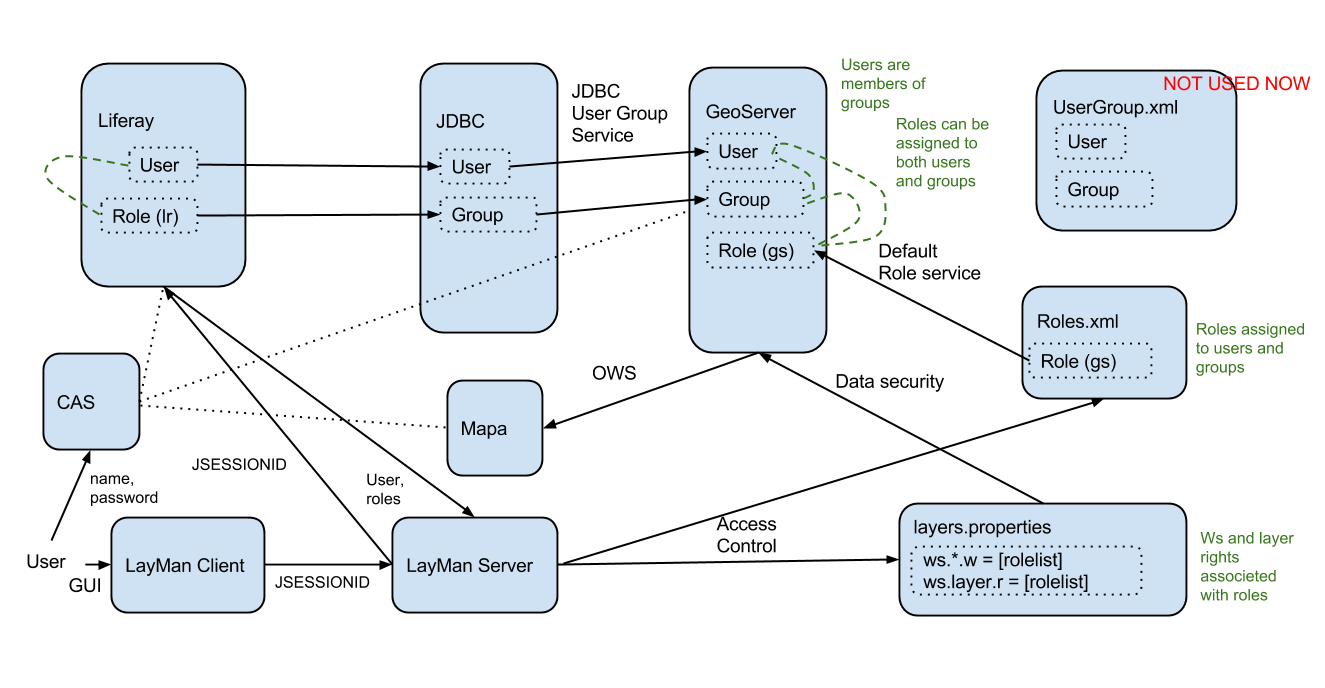 Liferay
User
Role (lr)
JDBC
User
Group
JDBC
User Group
Service
GeoServer
User
Group
Role (gs)
Users are
members of
groups
Roles can be
assigned to
both users
and groups
NOT USED NOW
UserGroup.xml
User
Group
Default
Role service
Roles.xml
Role (gs)
Roles assigned
to users and
groups
CAS
OWS
Mapa
Data security
name,
password
JSESSIONID
User,
roles
User
GUI
LayMan Client
JSESSIONID
LayMan Server
Access
Control
layers.properties
ws.*.w = [rolelist]
ws.layer.r = [rolelist]
Ws and layer
rights
associeted
with roles